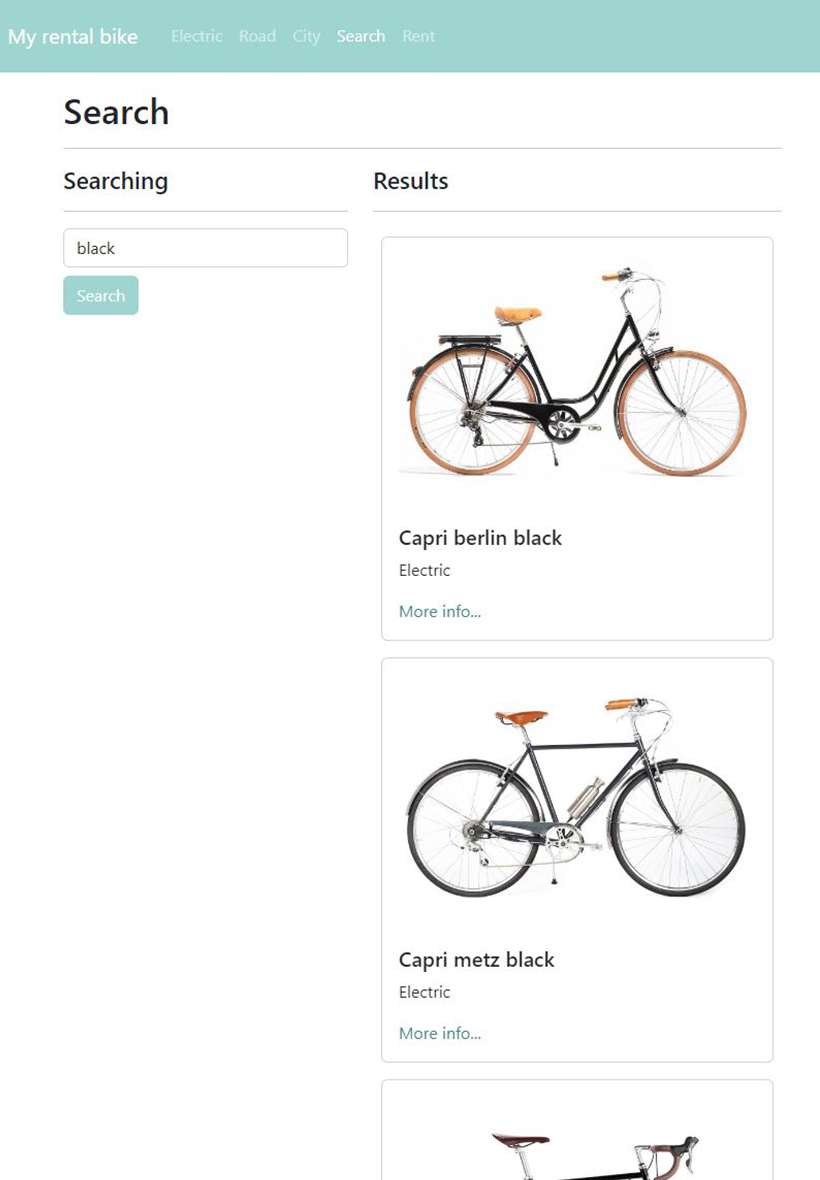 My rental bike Electric Road City Search Rent
Search
Searching
black
Search
Results
Capri berlin black
Electric
More info...
Capri metz black
Electric
More info...